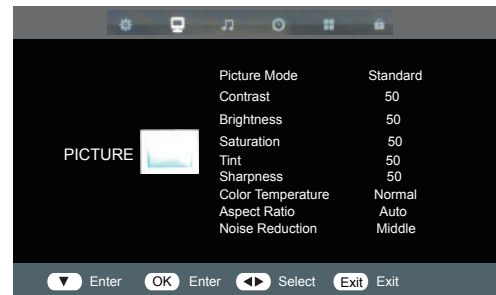 Picture Mode Standard
Contrast 50
Brightness 50
Saturation 50
PICTURE
Tint 50
Sharpness 50
Color Temperature Normal
Aspect Ratio Auto
Noise Reduction Middle
▼ Enter OK Enter ◀▶ Select Exit Exit